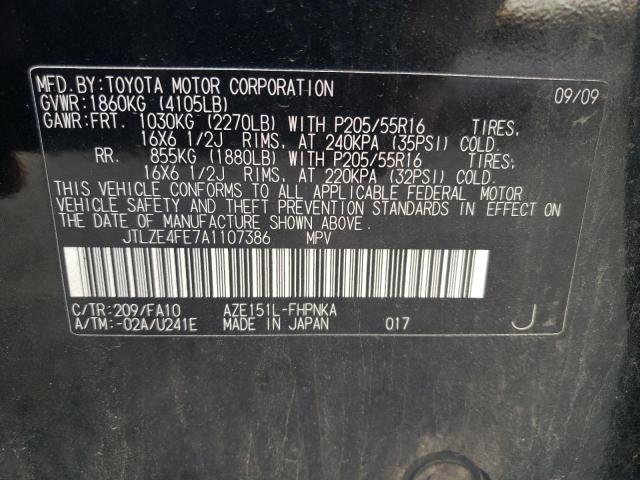 MFD.BY:TOYOTA MOTOR CORPORATION 09/09
GVWR:1860KG (4105LB)
GAWR:FRT. 1030KG (2270LB) WITH P205/55R16 TIRES,
16X6 1/2J RIMS, AT 240KPA (35PSI) COLD.
RR. 855KG (1880LB) WITH P205/55R16 TIRES,
16X6 1/2J RIMS, AT 220KPA (32PSI) COLD.
THIS VEHICLE CONFORMS TO ALL APPLICABLE FEDERAL MOTOR
VEHICLE SAFETY AND THEFT PREVENTION STANDARDS IN EFFECT ON
THE DATE OF MANUFACTURE SHOWN ABOVE.
JTLZE4FE7A1107386 MPV
C/TR:209/FA10 AZE151L-FHPNKA
A/TM:-02A/U241E MADE IN JAPAN 017 J